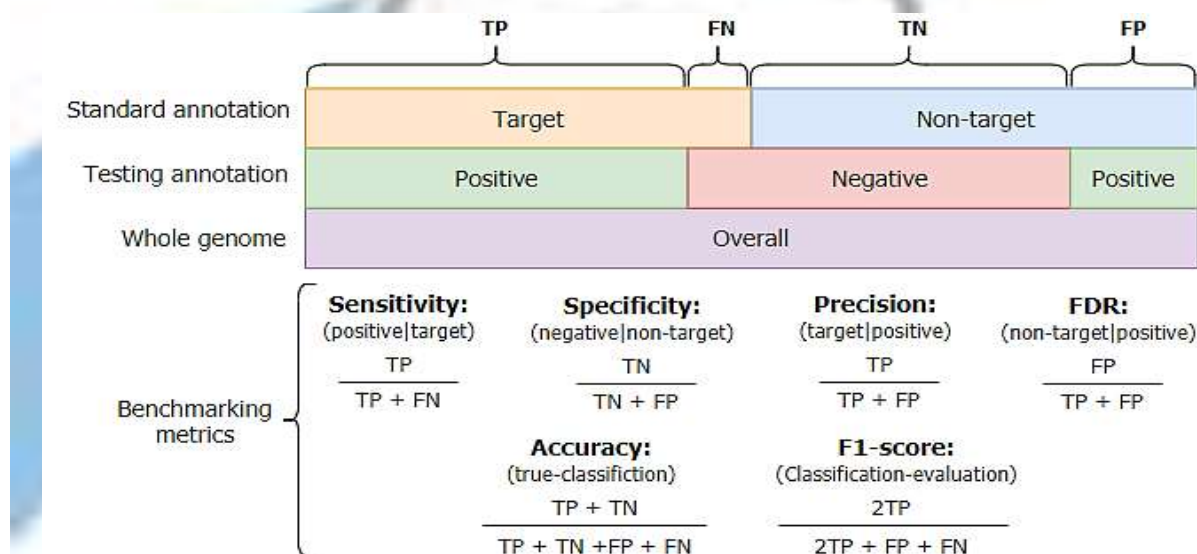 TP FN TN FP
Standard annotation Target Non-target
Testing annotation Positive Negative Positive
Whole genome Overall
Benchmarking
metrics
Sensitivity:
(positive|target)
TP
TP + FN
Specificity:
(negative|non-target)
TN
TN + FP
Precision:
(target|positive)
TP
TP + FP
FDR:
(non-target|positive)
FP
TP + FP
Accuracy:
(true-classifiction)
TP + TN
TP + TN +FP + FN
F1-score:
(Classification-evaluation)
2TP
2TP + FP + FN